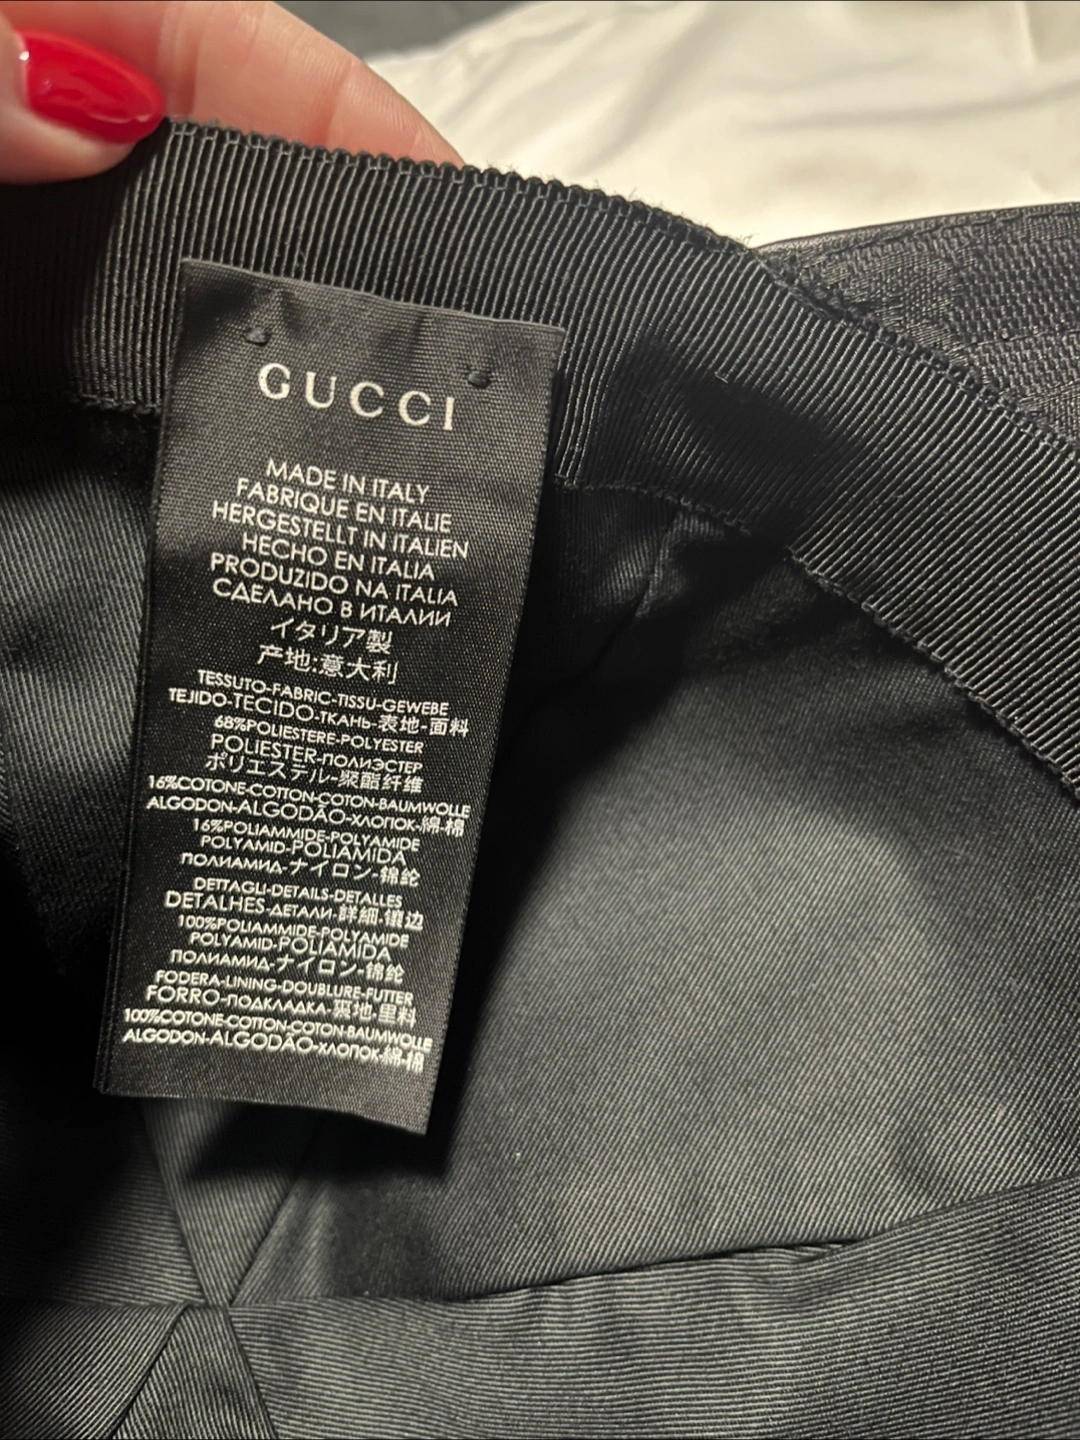 GUCCI
MADE IN ITALY
FABRIQUE EN ITALIE
HERGESTELLT IN ITALIEN
HECHO EN ITALIA
PRODUZIDO NA ITALIA
СДЕЛАНО В ИТАЛИИ
イタリア製
产地:意大利
TESSUTO-FABRIC-TISSU-GEWEBE
TEJIDO-TECIDO-ТКАНЬ-表地-面料
68%POLIESTERE-POLYESTER
POLIESTER-ПОЛИЭСТЕР
ポリエステル-聚酯纤维
16%COTONE-COTTON-COTON-BAUMWOLLE
ALGODON-ALGODÃO-ХЛОПОК-綿-棉
16%POLIAMMIDE-POLYAMIDE
POLYAMID-POLIAMIDA
ПОЛИАМИД-ナイロン-锦纶
DETTAGLI-DETAILS-DETALLES
DETALHES-ДЕТАЛИ-詳細-镶边
100%POLIAMMIDE-POLYAMIDE
POLYAMID-POLIAMIDA
ПОЛИАМИД-ナイロン-锦纶
FODERA-LINING-DOUBLURE-FUTTER
FORRO-ПОДКЛАДКА-裏地-里料
100%COTONE-COTTON-COTON-BAUMWOLLE
ALGODON-ALGODÃO-ХЛОПОК-綿-棉